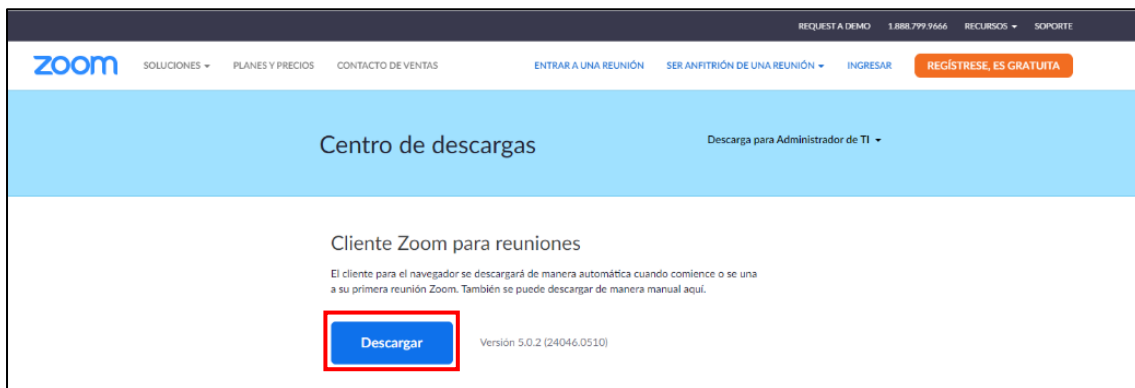 REQUEST A DEMO 1.888.799.9666 RECURSOS SOPORTE
zoom SOLUCIONES PLANES Y PRECIOS CONTACTO DE VENTAS ENTRAR A UNA REUNIÓN SER ANFITRIÓN DE UNA REUNIÓN INGRESAR REGÍSTRESE, ES GRATUITA
Centro de descargas Descarga para Administrador de TI
Cliente Zoom para reuniones
El cliente para el navegador se descargará de manera automática cuando comience o se una
a su primera reunión Zoom. También se puede descargar de manera manual aquí.
Descargar Versión 5.0.2 (24046.0510)